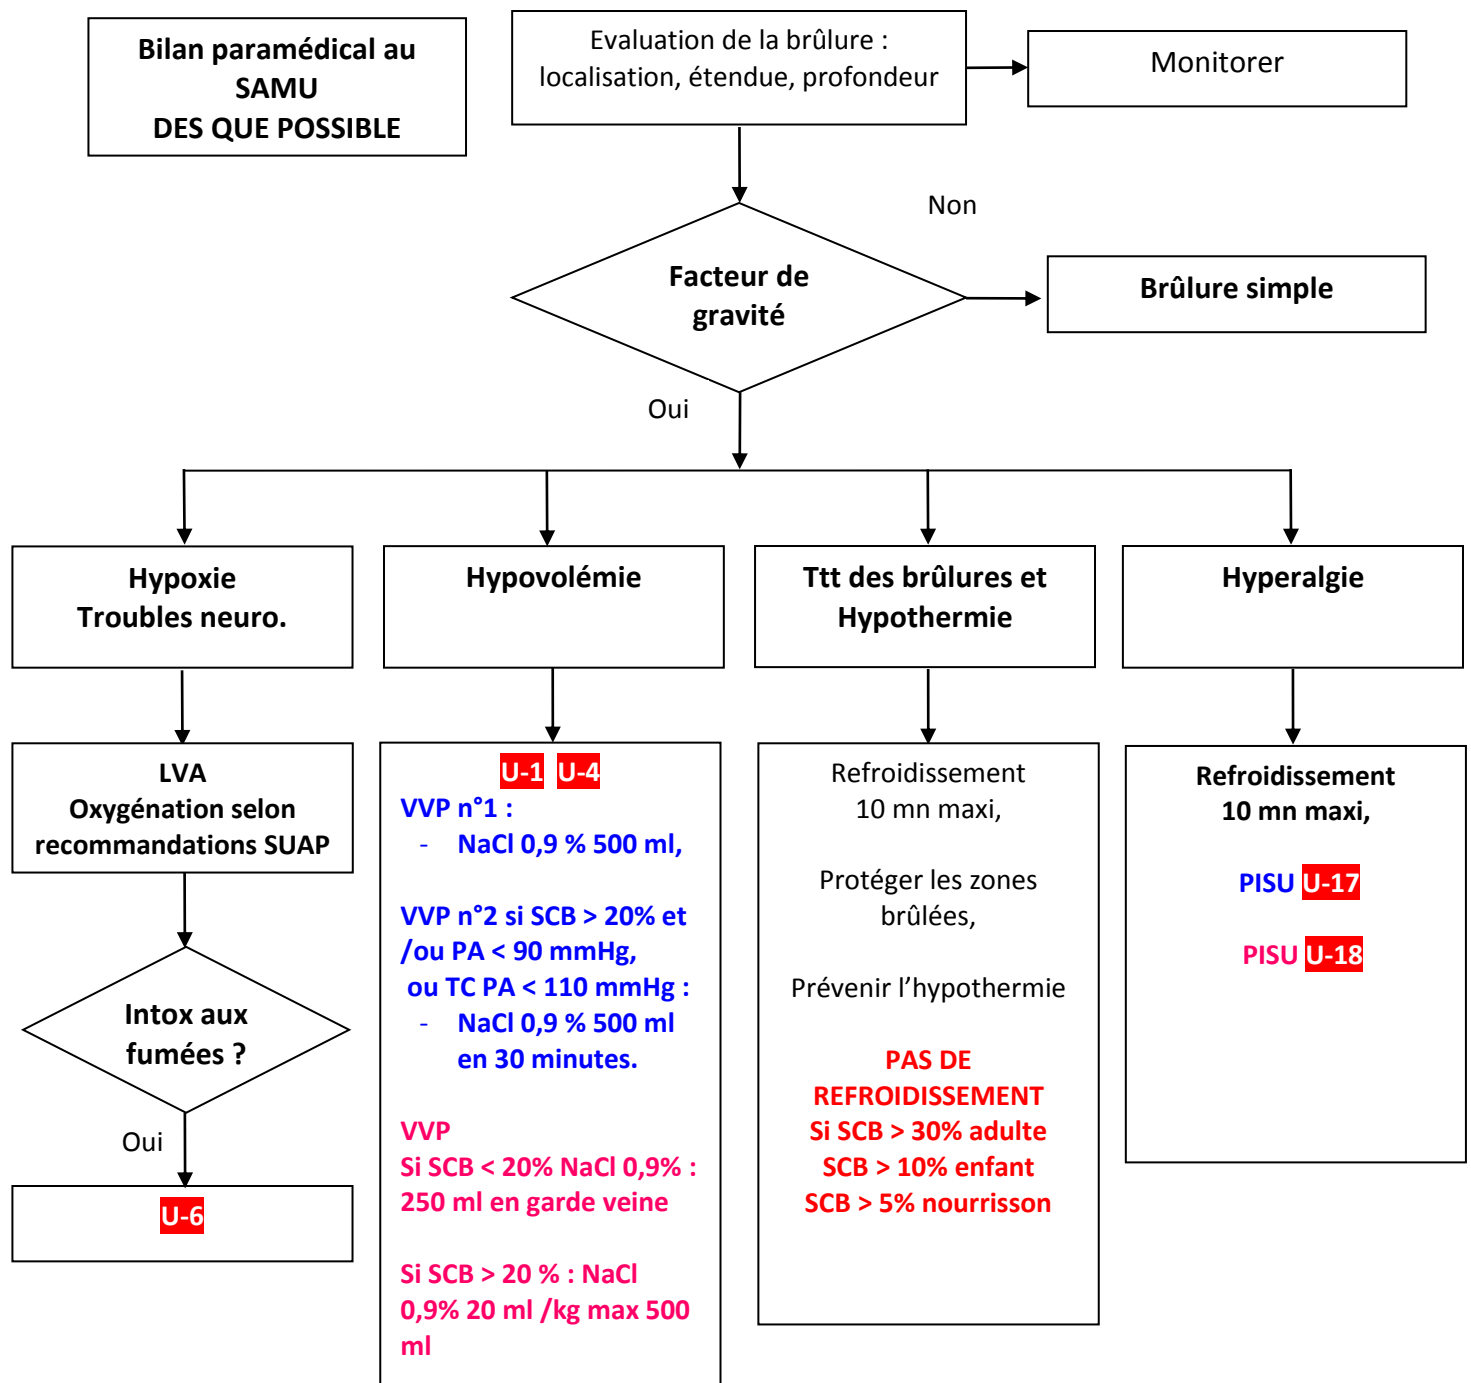 Bilan paramédical au
SAMU
DES QUE POSSIBLE
Evaluation de la brûlure :
localisation, étendue, profondeur
Monitorer
Non
Facteur de
gravité
Brûlure simple
Oui
Hypoxie
Troubles neuro.
Hypovolémie
Ttt des brûlures et
Hypothermie
Hyperalgie
LVA
Oxygénation selon
recommandations SUAP
Intox aux
fumées ?
Oui
U-6
U-1 U-4
VVP n°1 :
- NaCl 0,9 % 500 ml,
VVP n°2 si SCB > 20% et
/ou PA < 90 mmHg,
ou TC PA < 110 mmHg :
- NaCl 0,9 % 500 ml
en 30 minutes.
VVP
Si SCB < 20% NaCl 0,9% :
250 ml en garde veine
Si SCB > 20 % : NaCl
0,9% 20 ml /kg max 500
ml
Refroidissement
10 mn maxi,
Protéger les zones
brûlées,
Prévenir l’hypothermie
PAS DE
REFROIDISSEMENT
Si SCB > 30% adulte
SCB > 10% enfant
SCB > 5% nourrisson
Refroidissement
10 mn maxi,
PISU U-17
PISU U-18